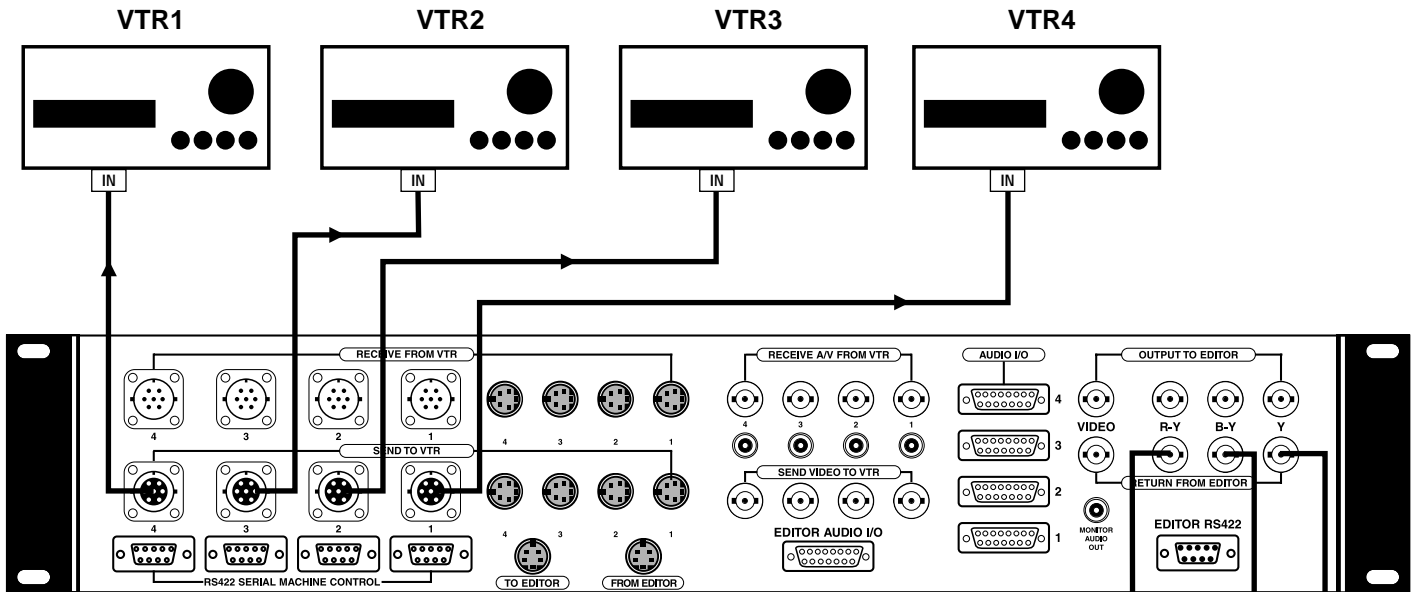 VTR1 VTR2 VTR3 VTR4
IN IN IN IN
RECEIVE FROM VTR RECEIVE A/V FROM VTR AUDIO I/O OUTPUT TO EDITOR
4
4 3 2 1 4 3 2 1 4 3 2 1 VIDEO R-Y B-Y Y
3
SEND TO VTR SEND VIDEO TO VTR
RETURN FROM EDITOR
2
4 3 2 1 4 3 2 1 EDITOR AUDIO I/O MONITOR AUDIO OUT EDITOR RS422
1
RS422 SERIAL MACHINE CONTROL TO EDITOR FROM EDITOR